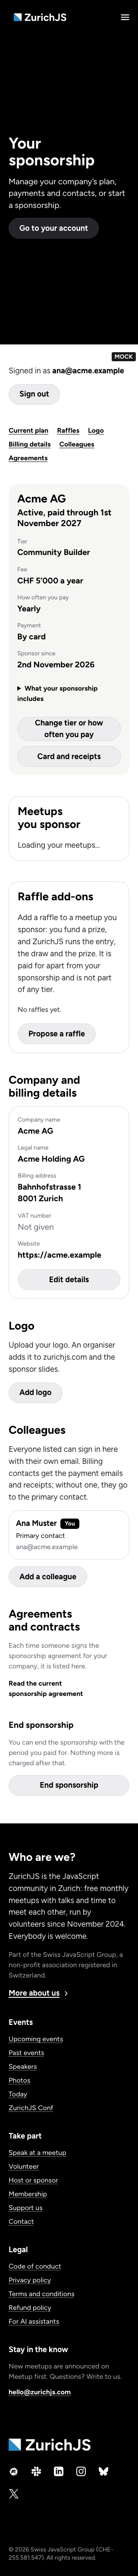 ZurichJS
Your
sponsorship
Manage your company's plan,
payments and contacts, or start
a sponsorship.
Go to your account
MOCK
Signed in as ana@acme.example
Sign out
Current plan Raffles Logo
Billing details Colleagues
Agreements
Acme AG
Active, paid through 1st
November 2027
Tier
Community Builder
Fee
CHF 5'000 a year
How often you pay
Yearly
Payment
By card
Sponsor since
2nd November 2026
What your sponsorship
includes
Change tier or how
often you pay
Card and receipts
Meetups
you sponsor
Loading your meetups...
Raffle add-ons
Add a raffle to a meetup you
sponsor: you fund a prize,
and ZurichJS runs the entry,
the draw and the prize. It is
paid for apart from your
sponsorship and is not part
of any tier.
No raffles yet.
Propose a raffle
Company and
billing details
Company name
Acme AG
Legal name
Acme Holding AG
Billing address
Bahnhofstrasse 1
8001 Zurich
VAT number
Not given
Website
https://acme.example
Edit details
Logo
Upload your logo. An organiser
adds it to zurichjs.com and the
sponsor slides.
Add logo
Colleagues
Everyone listed can sign in here
with their own email. Billing
contacts get the payment emails
and receipts; without one, they go
to the primary contact.
Ana Muster You
Primary contact
ana@acme.example
Add a colleague
Agreements
and contracts
Each time someone signs the
sponsorship agreement for your
company, it is listed here.
Read the current
sponsorship agreement
End sponsorship
You can end the sponsorship with the
period you paid for. Nothing more is
charged after that.
End sponsorship
Who are we?
ZurichJS is the JavaScript
community in Zurich: free monthly
meetups with talks and time to
meet each other, run by
volunteers since November 2024.
Everybody is welcome.
Part of the Swiss JavaScript Group, a
non-profit association registered in
Switzerland.
More about us
Events
Upcoming events
Past events
Speakers
Photos
Today
ZurichJS Conf
Take part
Speak at a meetup
Volunteer
Host or sponsor
Membership
Support us
Contact
Legal
Code of conduct
Privacy policy
Terms and conditions
Refund policy
For AI assistants
Stay in the know
New meetups are announced on
Meetup first. Questions? Write to us.
hello@zurichjs.com
ZurichJS
© 2026 Swiss JavaScript Group (CHE-
255.581.547). All rights reserved.